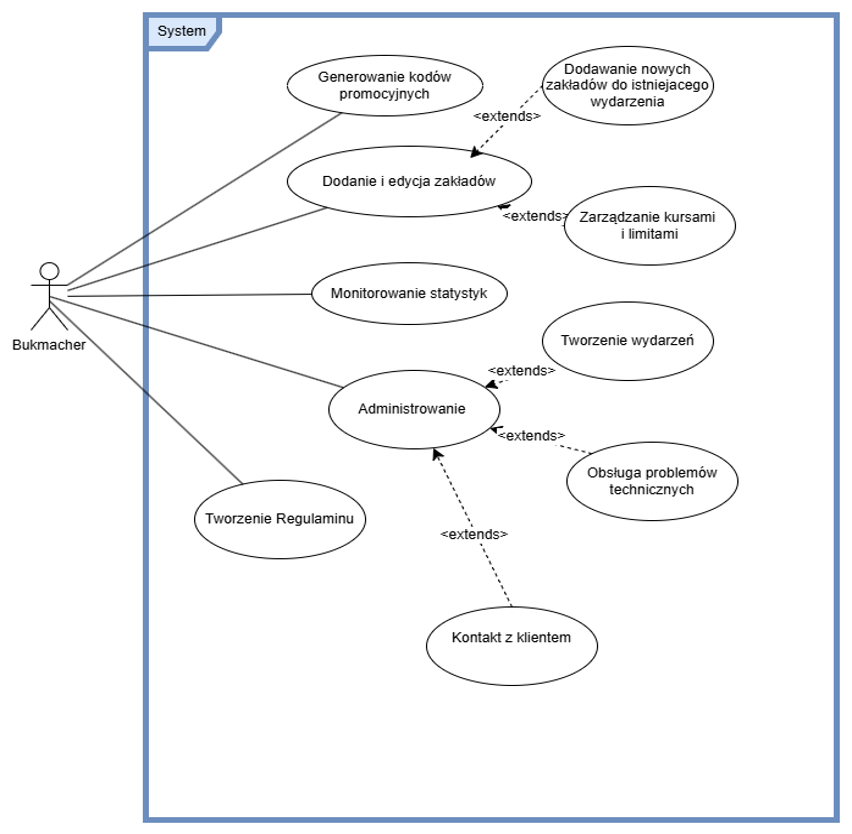 System
Generowanie kodów
promocyjnych
Dodawanie nowych
zakładów do istniejacego
wydarzenia
<extends>
Dodanie i edycja zakładów
<extends>
Zarządzanie kursami
i limitami
Monitorowanie statystyk
Bukmacher
Tworzenie wydarzeń
<extends>
Administrowanie
<extends>
Obsługa problemów
technicznych
Tworzenie Regulaminu
<extends>
Kontakt z klientem